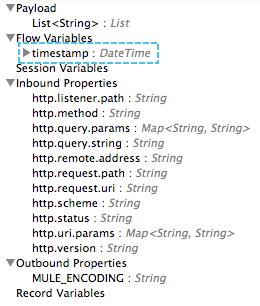 Payload
List<String> : List
Flow Variables
timestamp : DateTime
Session Variables
Inbound Properties
http.listener.path : String
http.method : String
http.query.params : Map<String, String>
http.query.string : String
http.remote.address : String
http.request.path : String
http.request.uri : String
http.scheme : String
http.status : String
http.uri.params : Map<String, String>
http.version : String
Outbound Properties
MULE_ENCODING : String
Record Variables